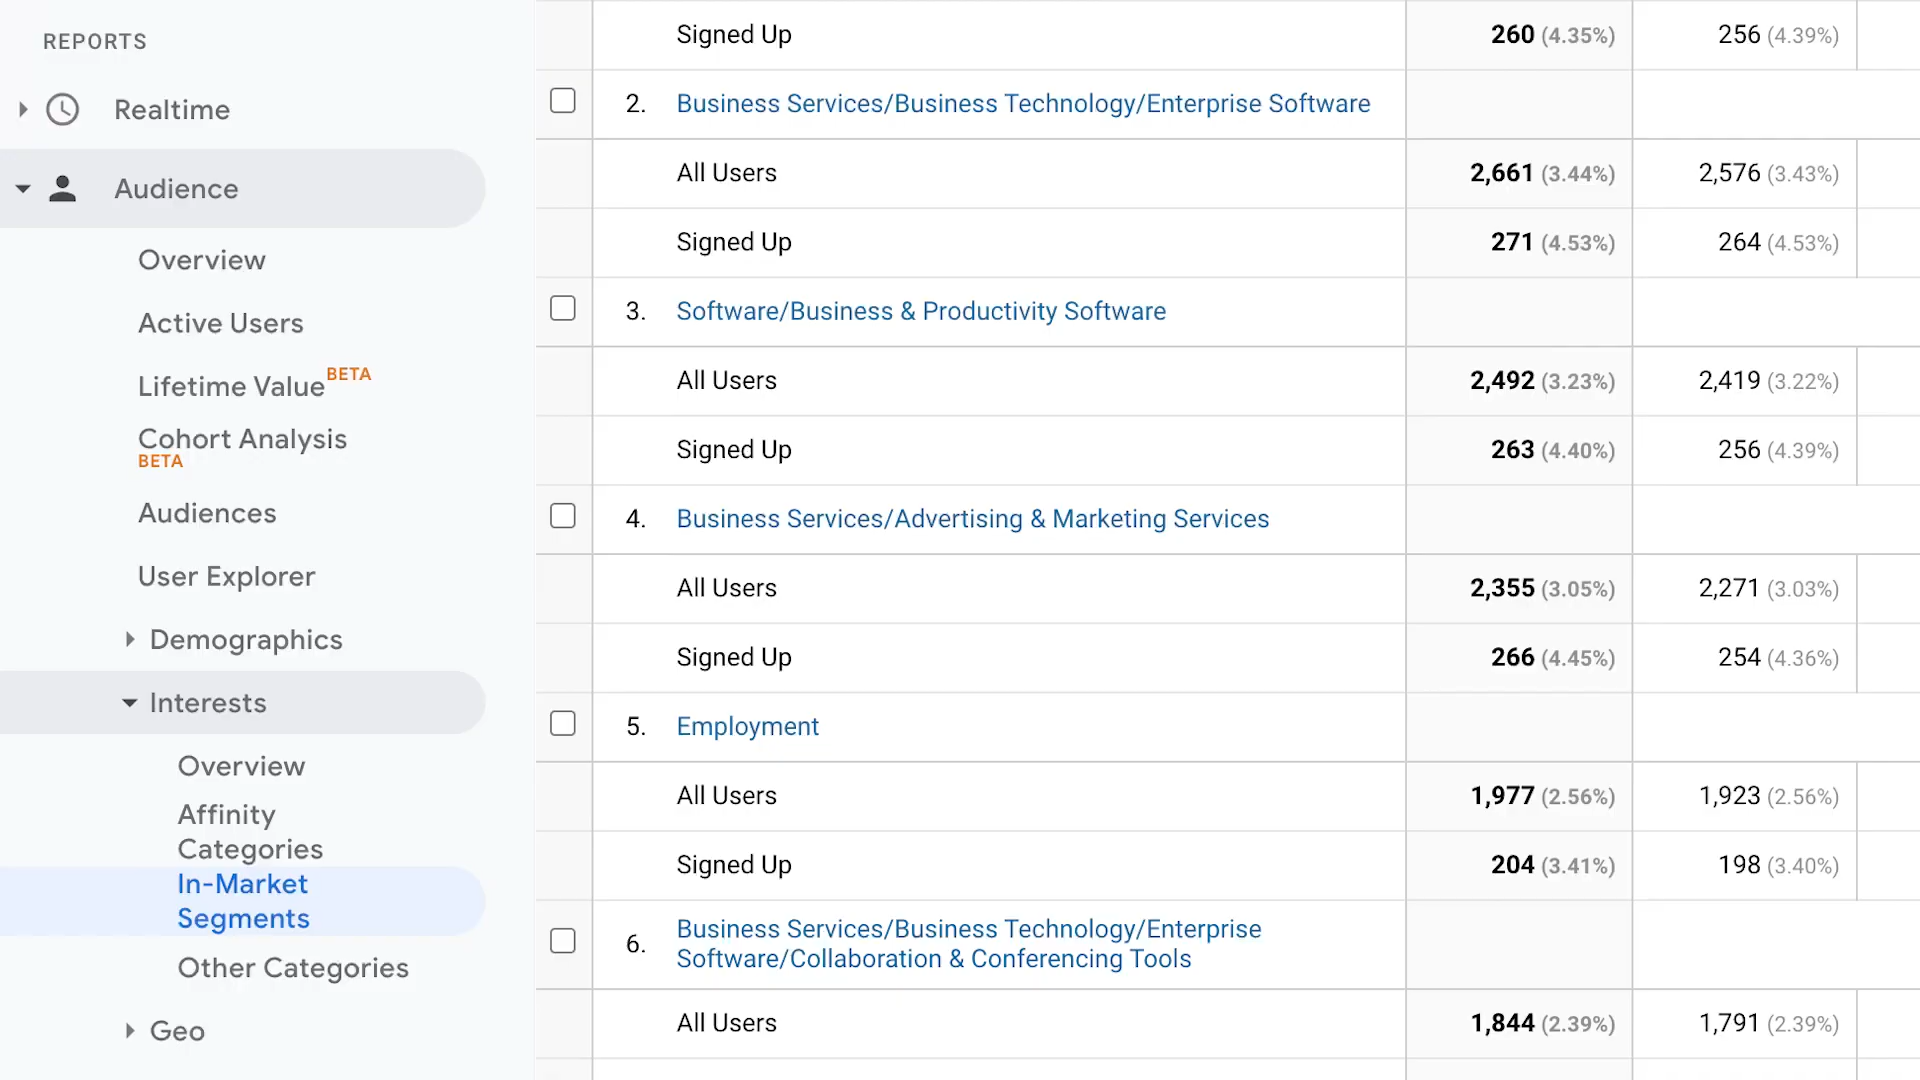 REPORTS
Realtime
Audience
Overview
Active Users
Lifetime Value BETA
Cohort Analysis
BETA
Audiences
User Explorer
Demographics
Interests
Overview
Affinity
Categories
In-Market
Segments
Other Categories
Geo
Signed Up 260 (4.35%) 256 (4.39%)
2. Business Services/Business Technology/Enterprise Software
All Users 2,661 (3.44%) 2,576 (3.43%)
Signed Up 271 (4.53%) 264 (4.53%)
3. Software/Business & Productivity Software
All Users 2,492 (3.23%) 2,419 (3.22%)
Signed Up 263 (4.40%) 256 (4.39%)
4. Business Services/Advertising & Marketing Services
All Users 2,355 (3.05%) 2,271 (3.03%)
Signed Up 266 (4.45%) 254 (4.36%)
5. Employment
All Users 1,977 (2.56%) 1,923 (2.56%)
Signed Up 204 (3.41%) 198 (3.40%)
6. Business Services/Business Technology/Enterprise
Software/Collaboration & Conferencing Tools
All Users 1,844 (2.39%) 1,791 (2.39%)